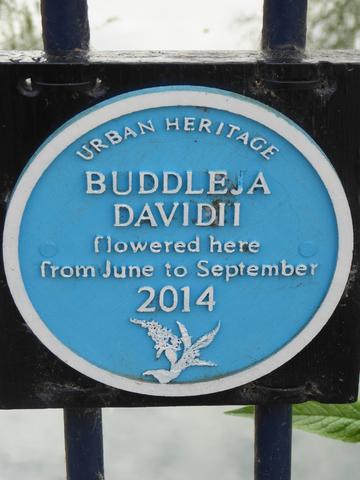 URBAN HERITAGE
BUDDLEJA
DAVIDII
flowered here
from June to September
2014